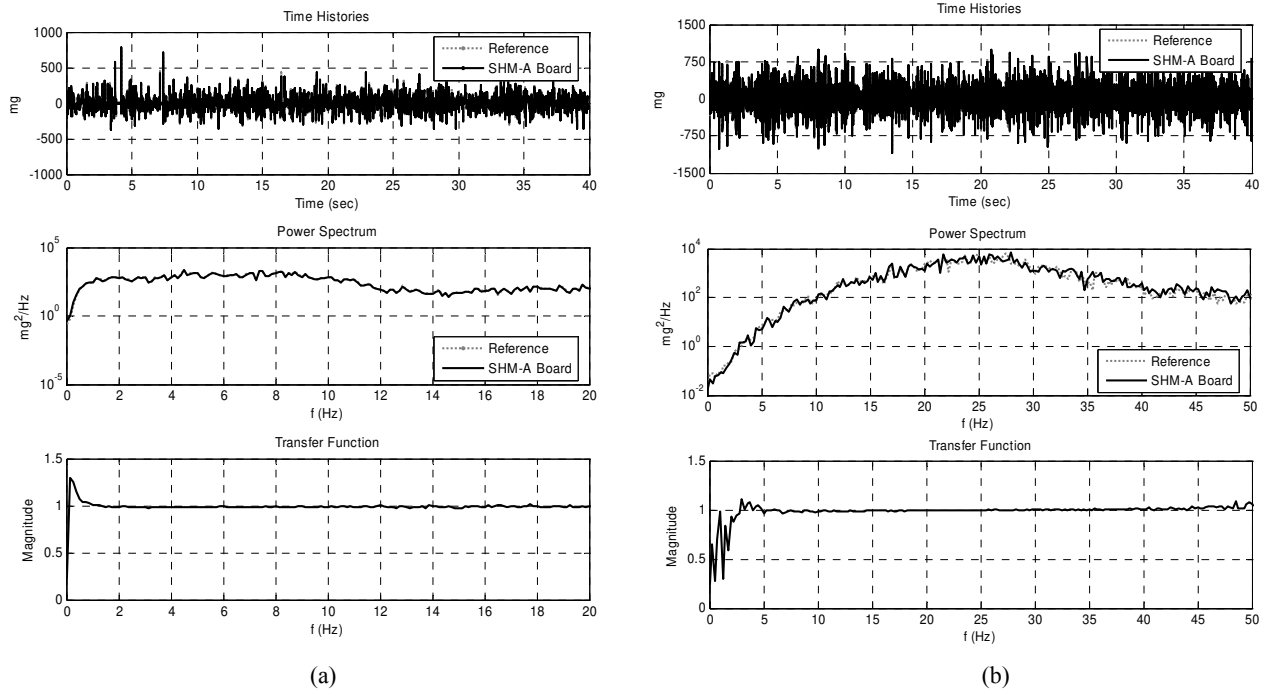 Time Histories
1000
500
0
-500
-1000
mg
Reference
SHM-A Board
0 5 10 15 20 25 30 35 40
Time (sec)
Power Spectrum
10^5
10^0
10^-5
mg^2/Hz
Reference
SHM-A Board
0 2 4 6 8 10 12 14 16 18 20
f (Hz)
Transfer Function
1.5
1
0.5
0
Magnitude
0 2 4 6 8 10 12 14 16 18 20
f (Hz)
(a)
Time Histories
1500
750
0
-750
-1500
mg
Reference
SHM-A Board
0 5 10 15 20 25 30 35 40
Time (sec)
Power Spectrum
10^4
10^2
10^0
10^-2
mg^2/Hz
Reference
SHM-A Board
0 5 10 15 20 25 30 35 40 45 50
f (Hz)
Transfer Function
1.5
1
0.5
0
Magnitude
0 5 10 15 20 25 30 35 40 45 50
f (Hz)
(b)